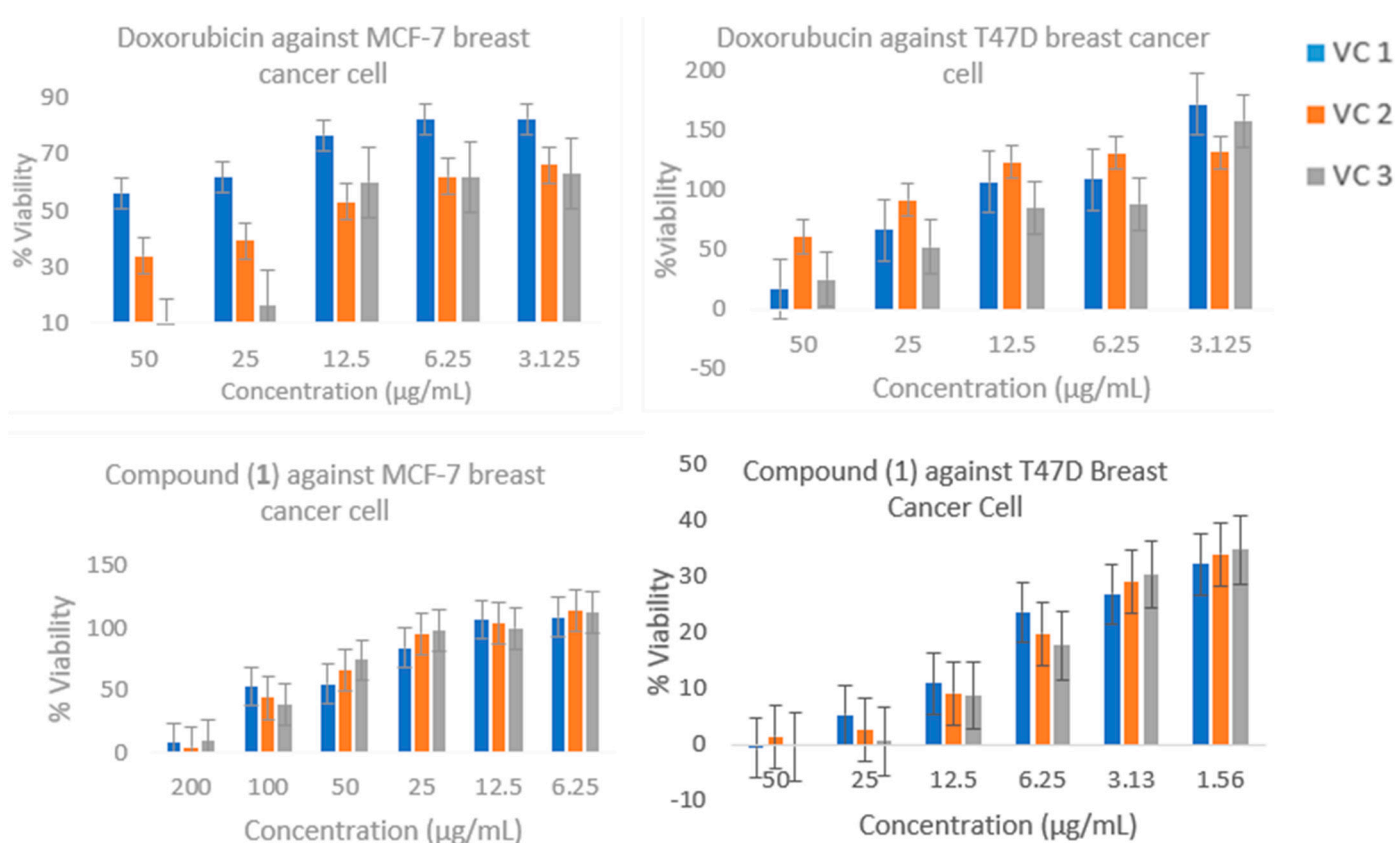 Doxorubicin against MCF-7 breast
cancer cell
90
70
50
30
10
% Viability
50 25 12.5 6.25 3.125
Concentration (µg/mL)
Doxorubucin against T47D breast cancer
cell
200
150
100
50
0
-50
%viability
50 25 12.5 6.25 3.125
Concentration (µg/mL)
VC 1
VC 2
VC 3
Compound (1) against MCF-7 breast
cancer cell
150
100
50
0
% Viability
200 100 50 25 12.5 6.25
Concentration (µg/mL)
Compound (1) against T47D Breast
Cancer Cell
50
40
30
20
10
0
-10
% Viability
50 25 12.5 6.25 3.13 1.56
Concentration (µg/mL)